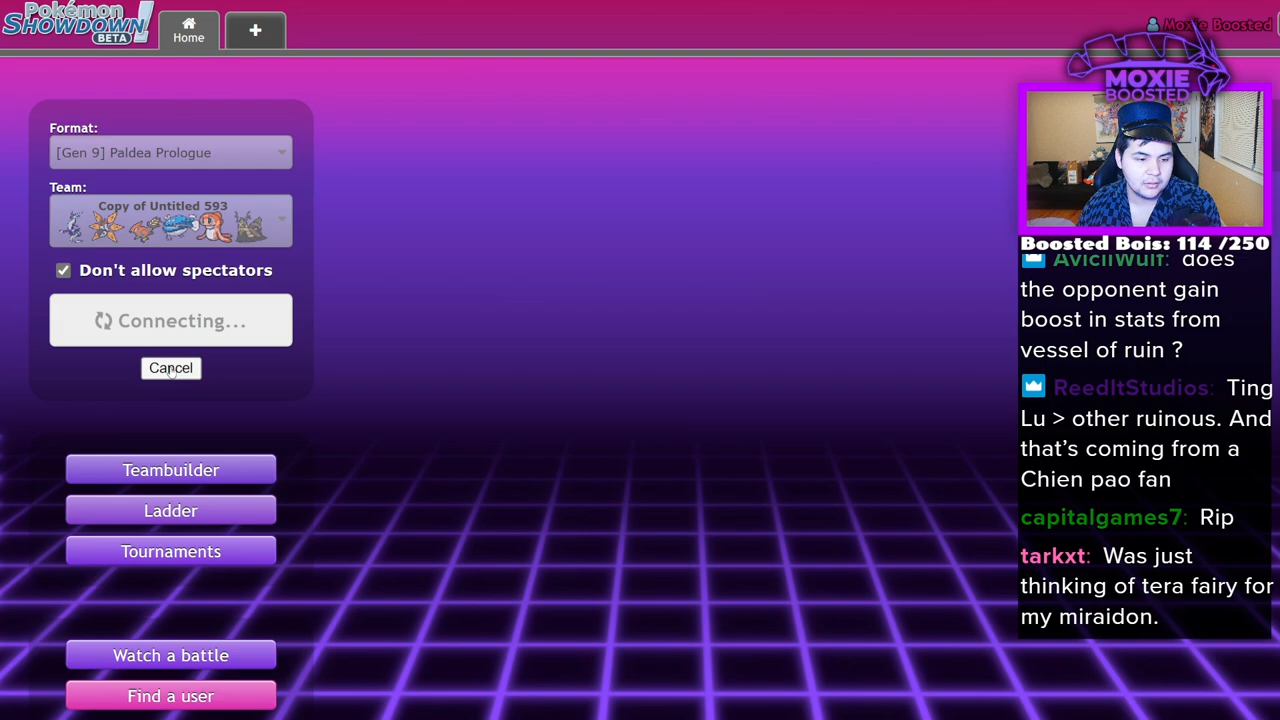 Pokémon
SHOWDOWN!
BETA
Home
+
Moxie Boosted
MOXIE
BOOSTED
Format:
[Gen 9] Paldea Prologue
Team:
Copy of Untitled 593
Don't allow spectators
Connecting...
Cancel
Teambuilder
Ladder
Tournaments
Watch a battle
Find a user
Boosted Bois: 114 /250
AviciiWulf: does
the opponent gain
boost in stats from
vessel of ruin ?
ReedItStudios: Ting
Lu > other ruinous. And
that's coming from a
Chien pao fan
capitalgames7: Rip
tarkxt: Was just
thinking of tera fairy for
my miraidon.